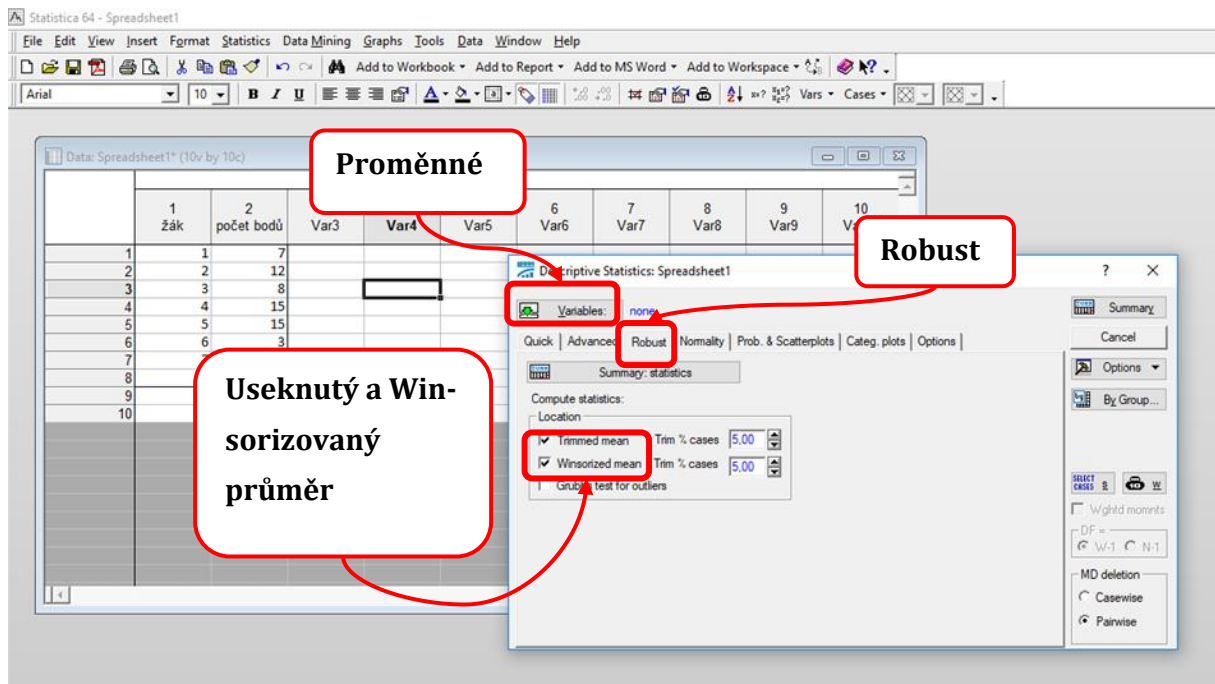 Statistica 64 - Spreadsheet1
File Edit View Insert Format Statistics Data Mining Graphs Tools Data Window Help
Add to Workbook Add to Report Add to MS Word Add to Workspace
Arial 10 B I U Vars Cases
Data: Spreadsheet1* (10v by 10c)
Proměnné
1 2 6 7 8 9 10
žák počet bodů Var3 Var4 Var5 Var6 Var7 Var8 Var9
Robust
1 1 7
2 2 12
3 3 8
4 4 15
5 5 15
6 6 3
7
8
9
10
Useknutý a Win-
sorizovaný
průměr
Descriptive Statistics: Spreadsheet1 ? X
Variables: none Summary
Quick Advanced Robust Normality Prob. & Scatterplots Categ. plots Options Cancel
Summary: statistics Options
Compute statistics: By Group...
Location
Trimmed mean Trim % cases 5,00
Winsorized mean Trim % cases 5,00
Grubbs test for outliers
SELECT CASES S W
Wghtd momnts
DF =
W-1 N-1
MD deletion
Casewise
Pairwise